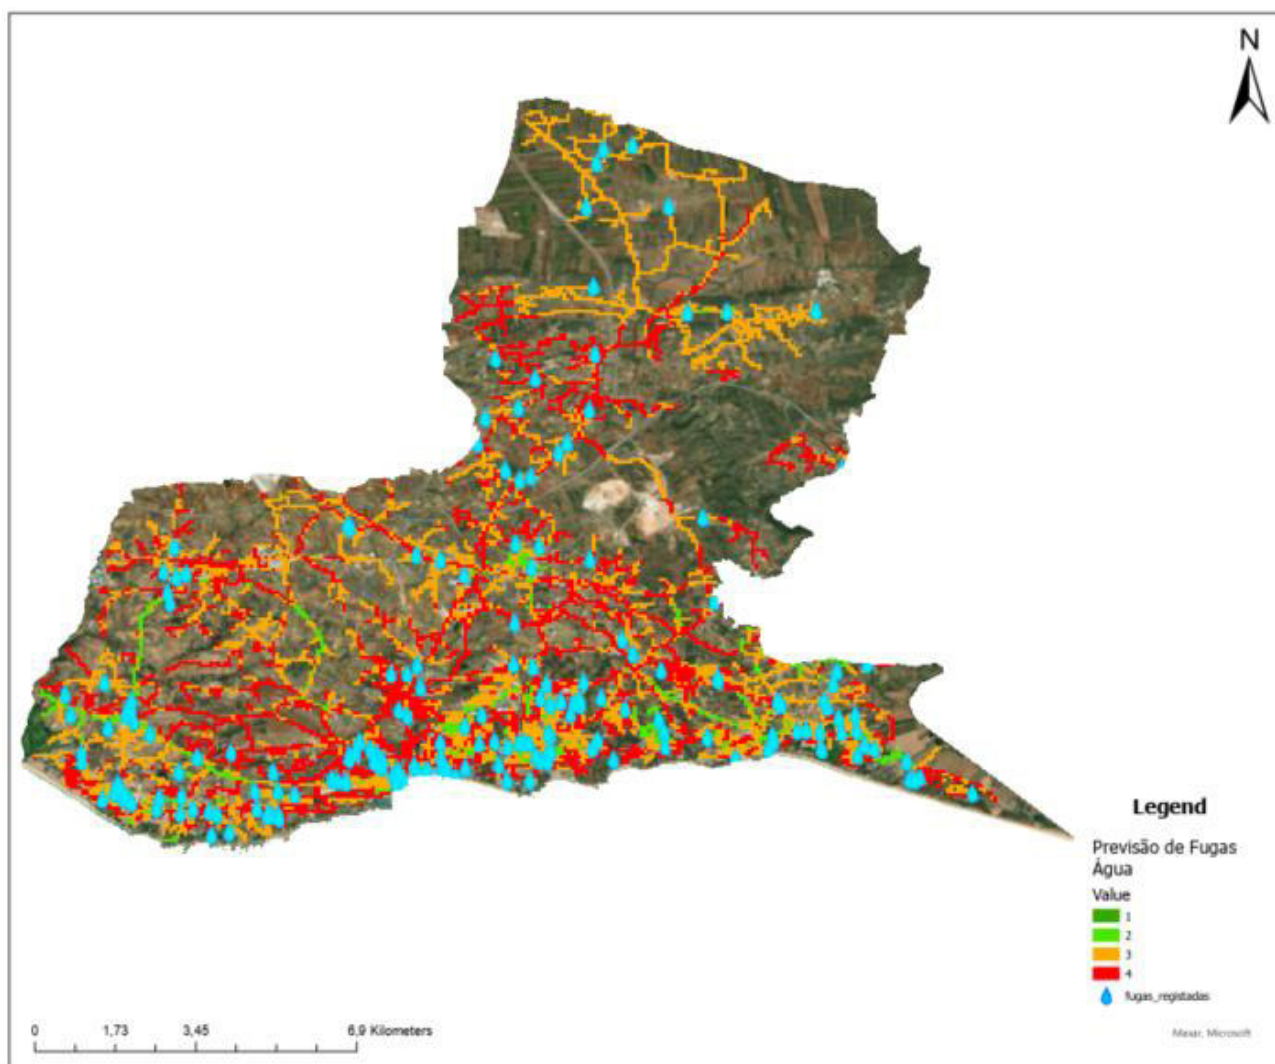 N
Legend
Previsão de Fugas
Água
Value
1
2
3
4
fugas_registadas
0 1,73 3,45 6,9 Kilometers
Maxar, Microsoft